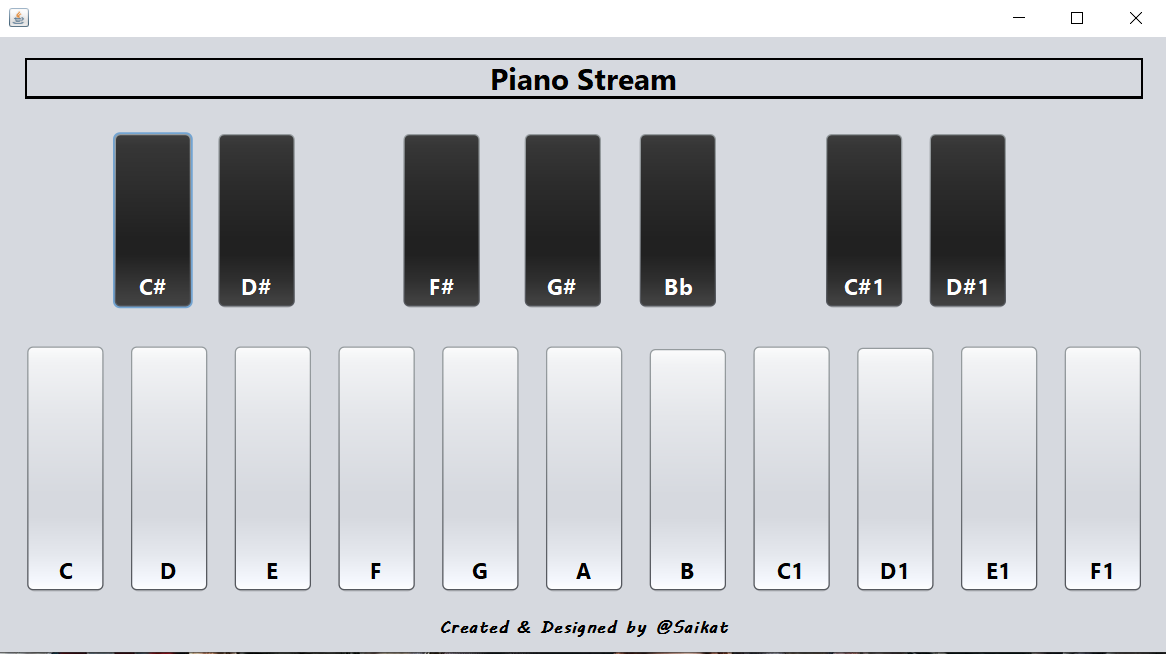 Piano Stream
C# D# F# G# Bb C#1 D#1
C D E F G A B C1 D1 E1 F1
Created & Designed by @Saikat